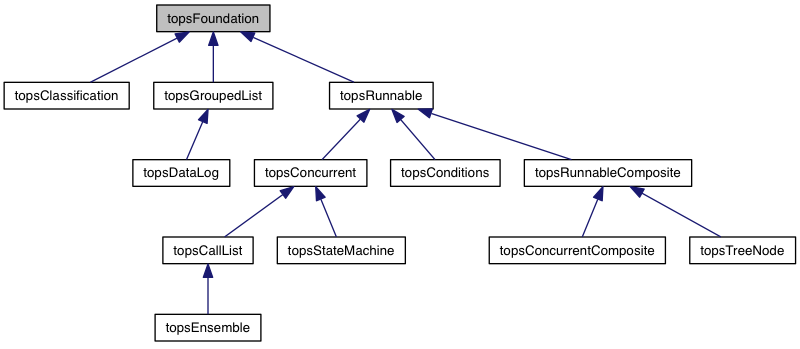 topsFoundation
topsClassification
topsGroupedList
topsRunnable
topsDataLog
topsConcurrent
topsConditions
topsRunnableComposite
topsCallList
topsStateMachine
topsConcurrentComposite
topsTreeNode
topsEnsemble